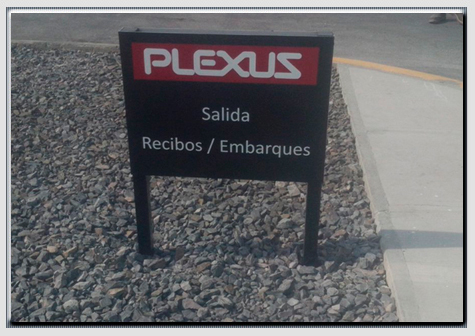 PLEXUS
Salida
Recibos / Embarques